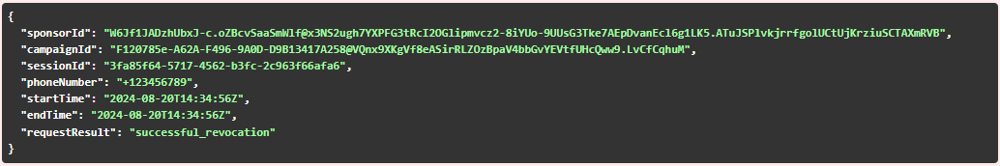 {
  "sponsorId": "W6Jf1JADzhUbxJ-c.oZBcvSaaSmWlf@x3NS2ugh7YXPFG3tRcI2OGlipmvcz2-8iYUo-9UUsG3Tke7AEpDvanEcl6g1LK5.ATuJSPlvkjrrfgolUCtUjKrziuSCTAXmRVB",
  "campaignId": "F120785e-A62A-F496-9A0D-D9B13417A258@VQnx9XKgVf8eASirRLZOzBpaV4bbGvYEVtfUHcQww9.LvCfCqhuM",
  "sessionId": "3fa85f64-5717-4562-b3fc-2c963f66afa6",
  "phoneNumber": "+123456789",
  "startTime": "2024-08-20T14:34:56Z",
  "endTime": "2024-08-20T14:34:56Z",
  "requestResult": "successful_revocation"
}